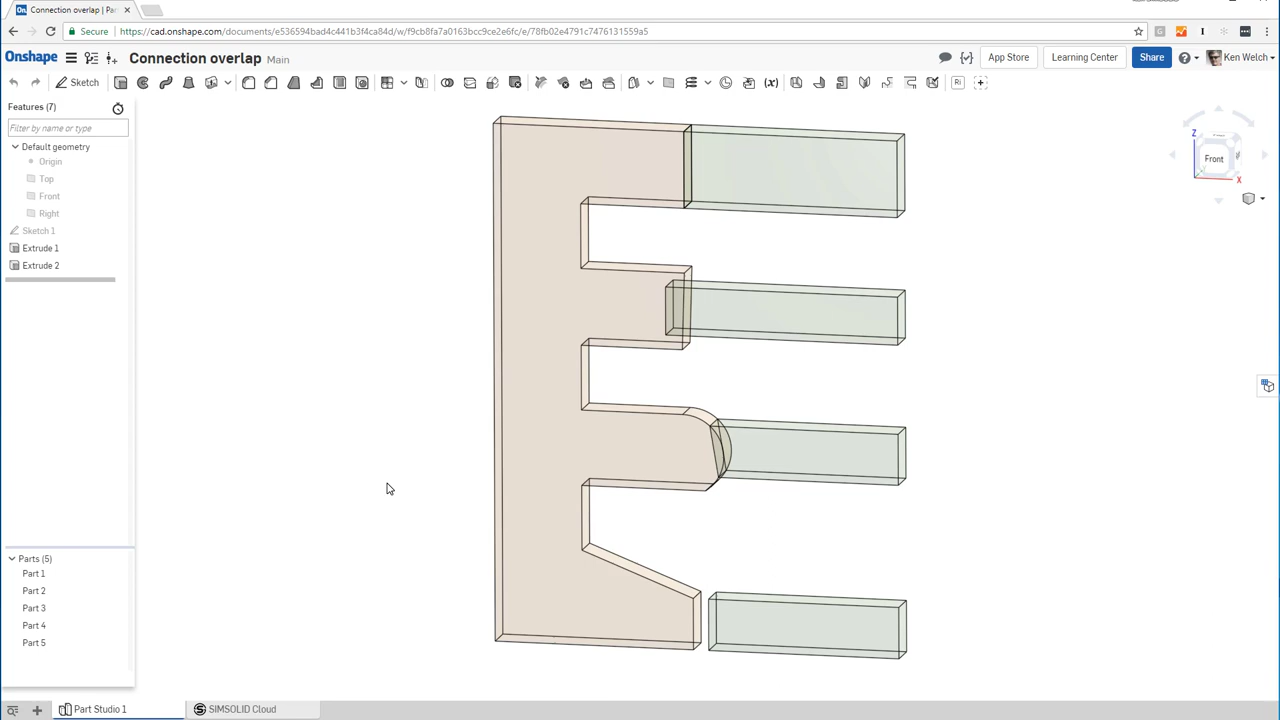 Connection overlap | Par
Secure
https://cad.onshape.com/documents/e536594bad4c441b3f4ca84d/w/f9cb8fa7a0163bcc9ce2e6fc/e/78fb02e4791c7476131559a5
Onshape
Connection overlap Main
App Store
Learning Center
Share
Ken Welch
Sketch
(x)
Ri
Features (7)
Filter by name or type
Default geometry
Origin
Top
Front
Right
Sketch 1
Extrude 1
Extrude 2
Z
Front
X
Parts (5)
Part 1
Part 2
Part 3
Part 4
Part 5
Part Studio 1
SIMSOLID Cloud